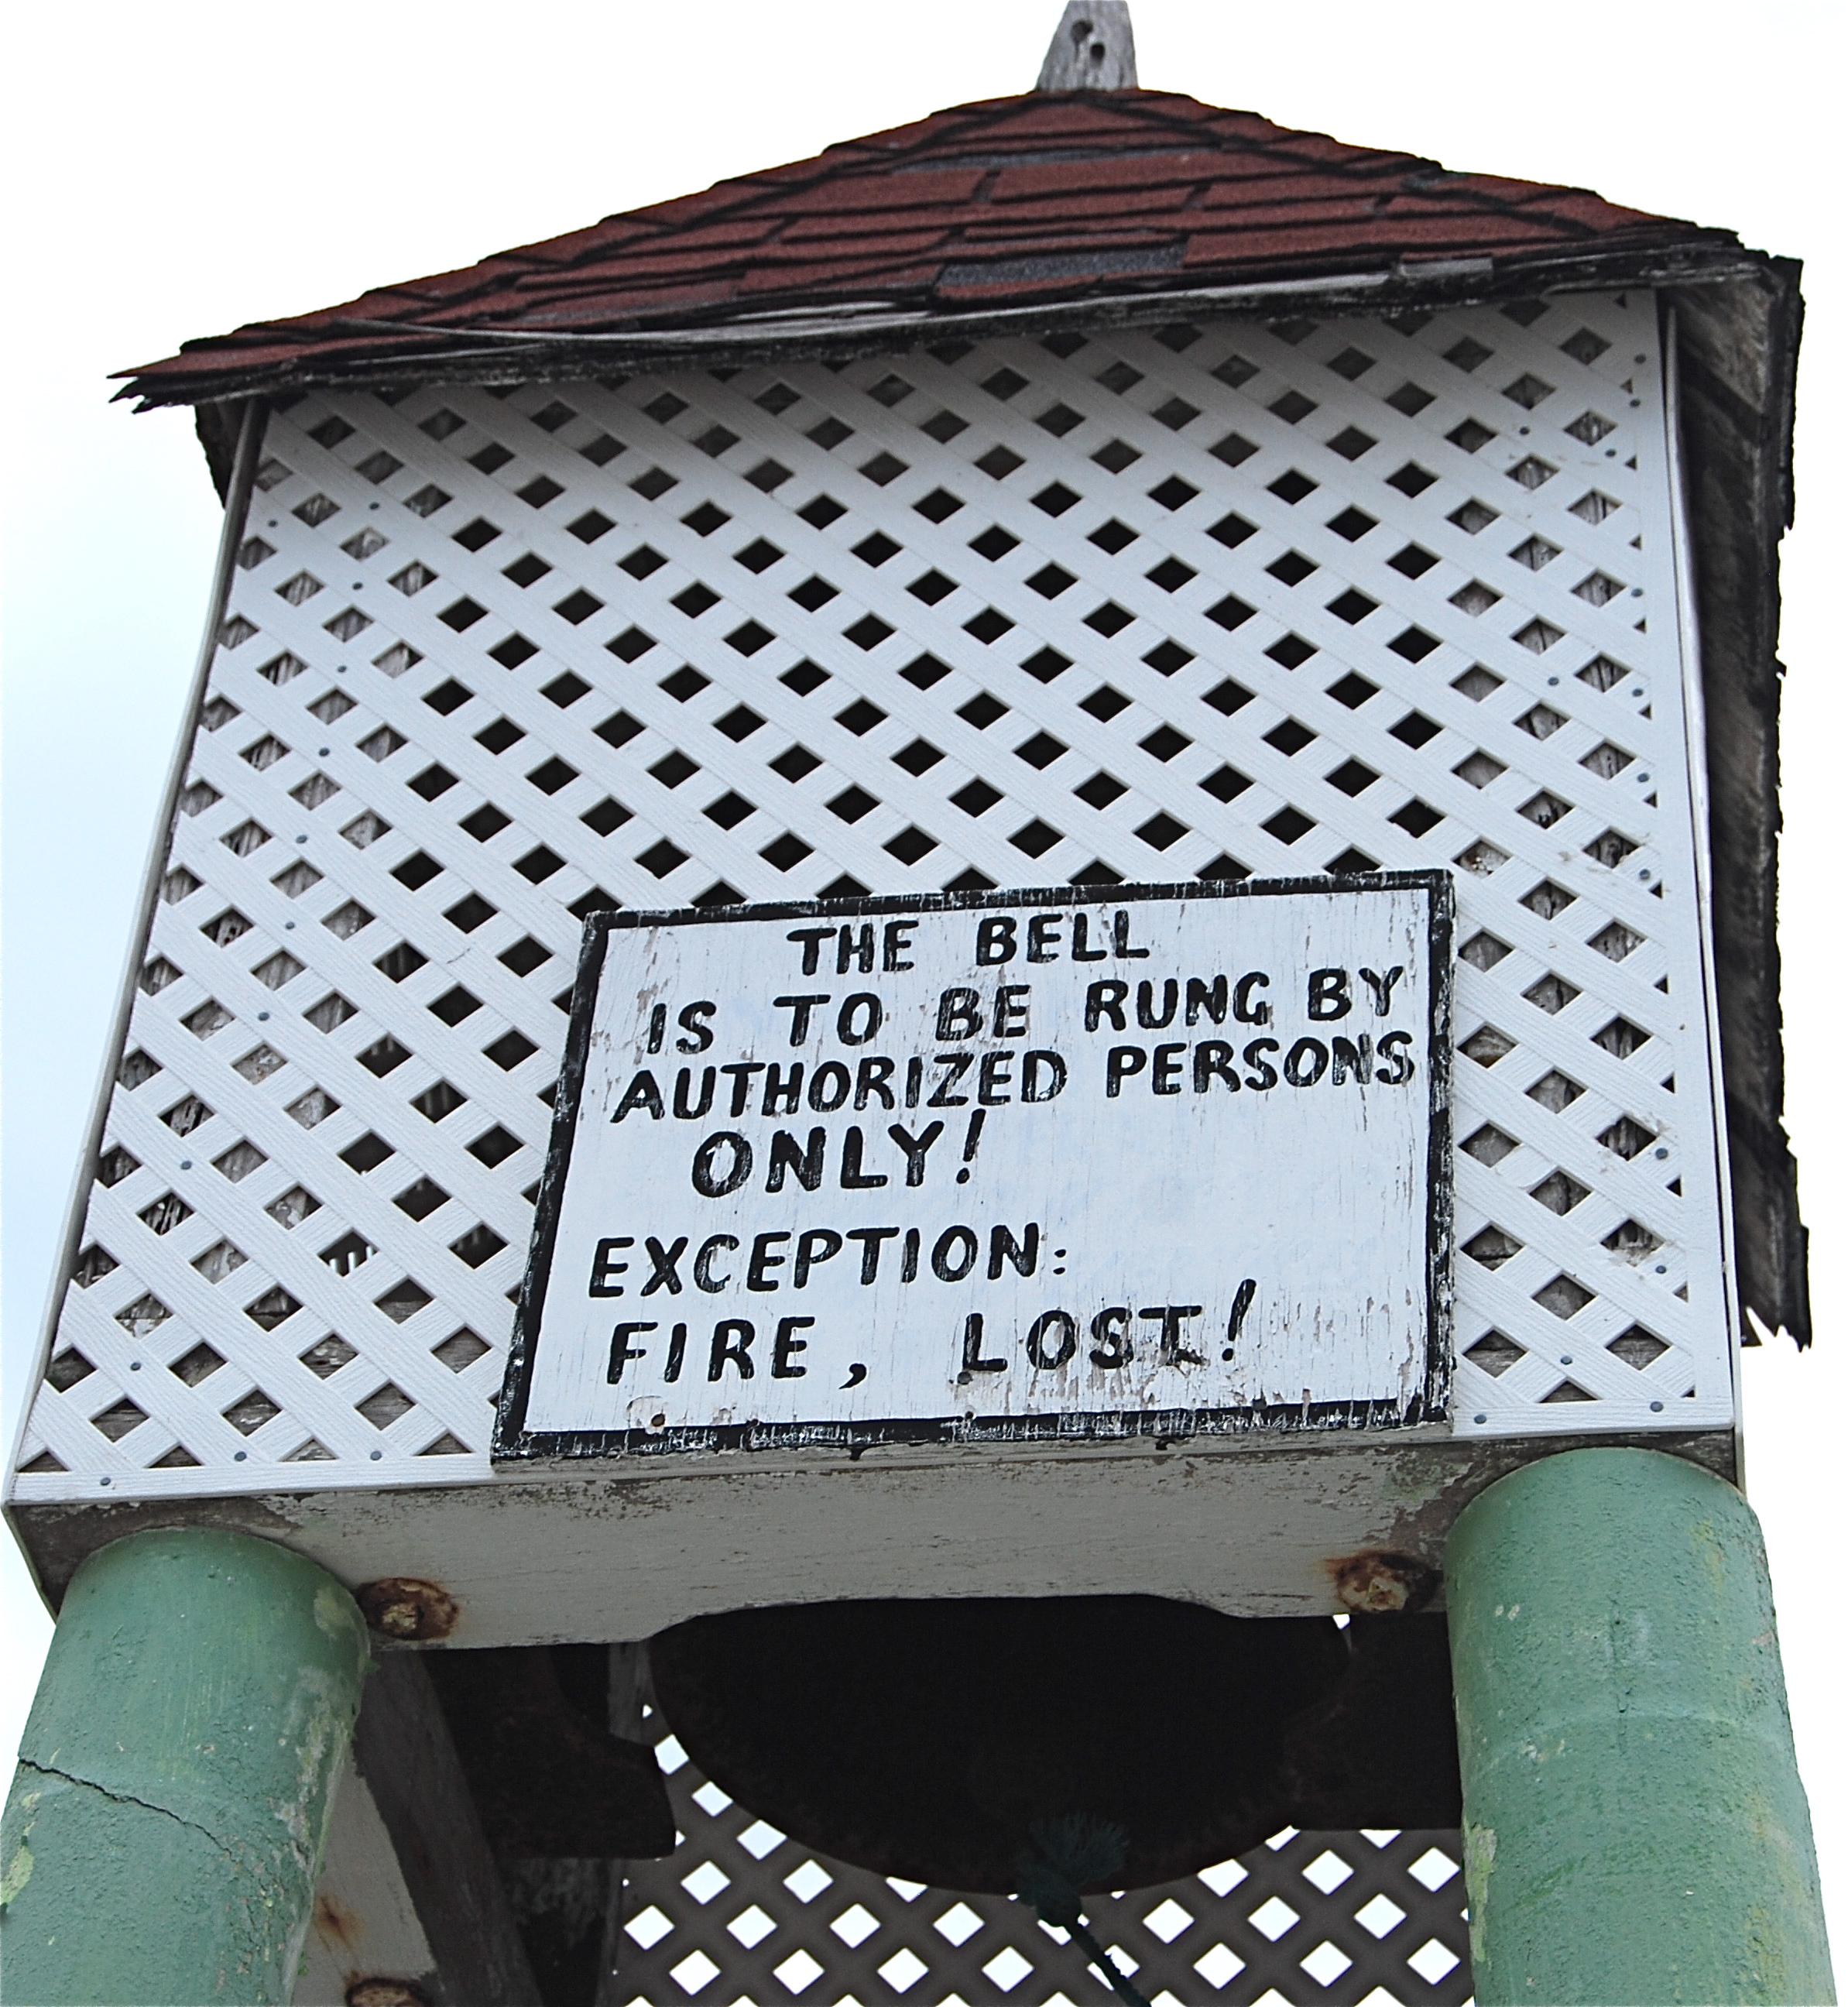 THE BELL
IS TO BE RUNG BY
AUTHORIZED PERSONS
ONLY!
EXCEPTION:
FIRE, LOST!